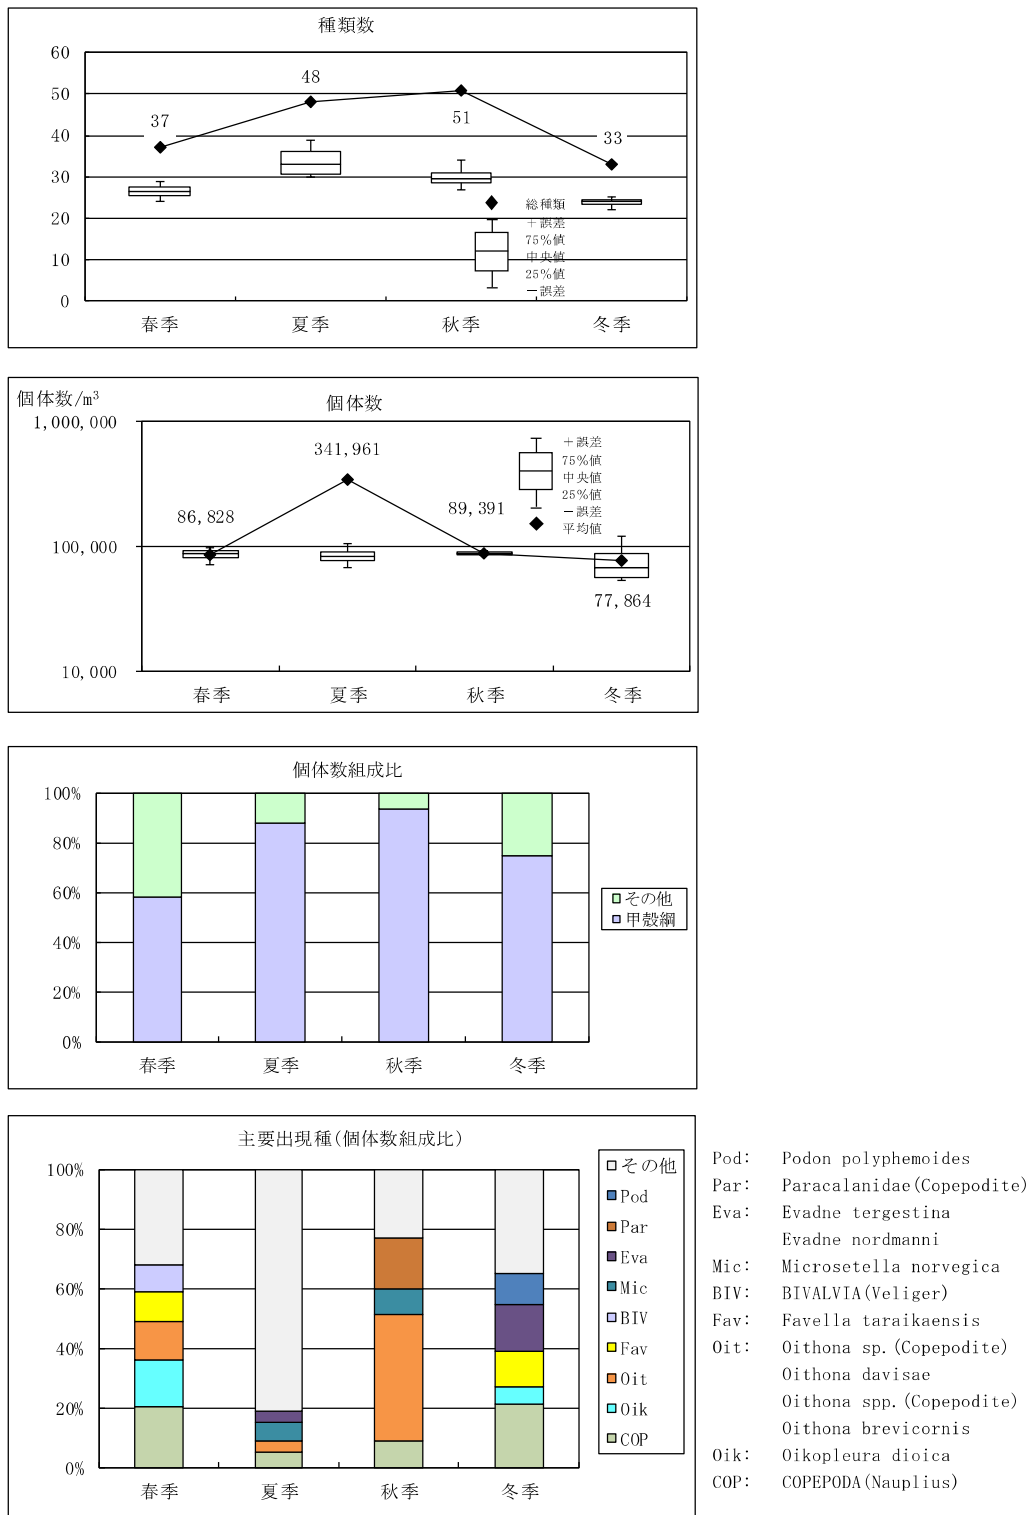 種類数
60
50
40
30
20
10
0
37
48
51
33
総種類
＋誤差
75%値
中央値
25%値
－誤差
春季
夏季
秋季
冬季
個体数/m³
個体数
1,000,000
100,000
10,000
86,828
341,961
89,391
77,864
＋誤差
75%値
中央値
25%値
－誤差
平均値
春季
夏季
秋季
冬季
個体数組成比
100%
80%
60%
40%
20%
0%
その他
甲殻綱
春季
夏季
秋季
冬季
主要出現種(個体数組成比)
100%
80%
60%
40%
20%
0%
その他
Pod
Par
Eva
Mic
BIV
Fav
Oit
Oik
COP
春季
夏季
秋季
冬季
Pod: Podon polyphemoides
Par: Paracalanidae(Copepodite)
Eva: Evadne tergestina
Evadne nordmanni
Mic: Microsetella norvegica
BIV: BIVALVIA(Veliger)
Fav: Favella taraikaensis
Oit: Oithona sp.(Copepodite)
Oithona davisae
Oithona spp.(Copepodite)
Oithona brevicornis
Oik: Oikopleura dioica
COP: COPEPODA(Nauplius)